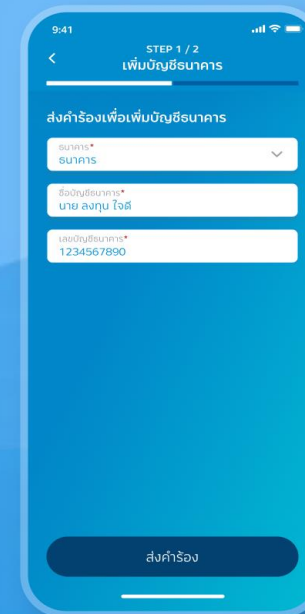 9:41
STEP 1 / 2
เพิ่มบัญชีธนาคาร
ส่งคำร้องเพื่อเพิ่มบัญชีธนาคาร
ธนาคาร*
ธนาคาร
ชื่อบัญชีธนาคาร*
นาย ลงทุน ใจดี
เลขบัญชีธนาคาร*
1234567890
ส่งคำร้อง